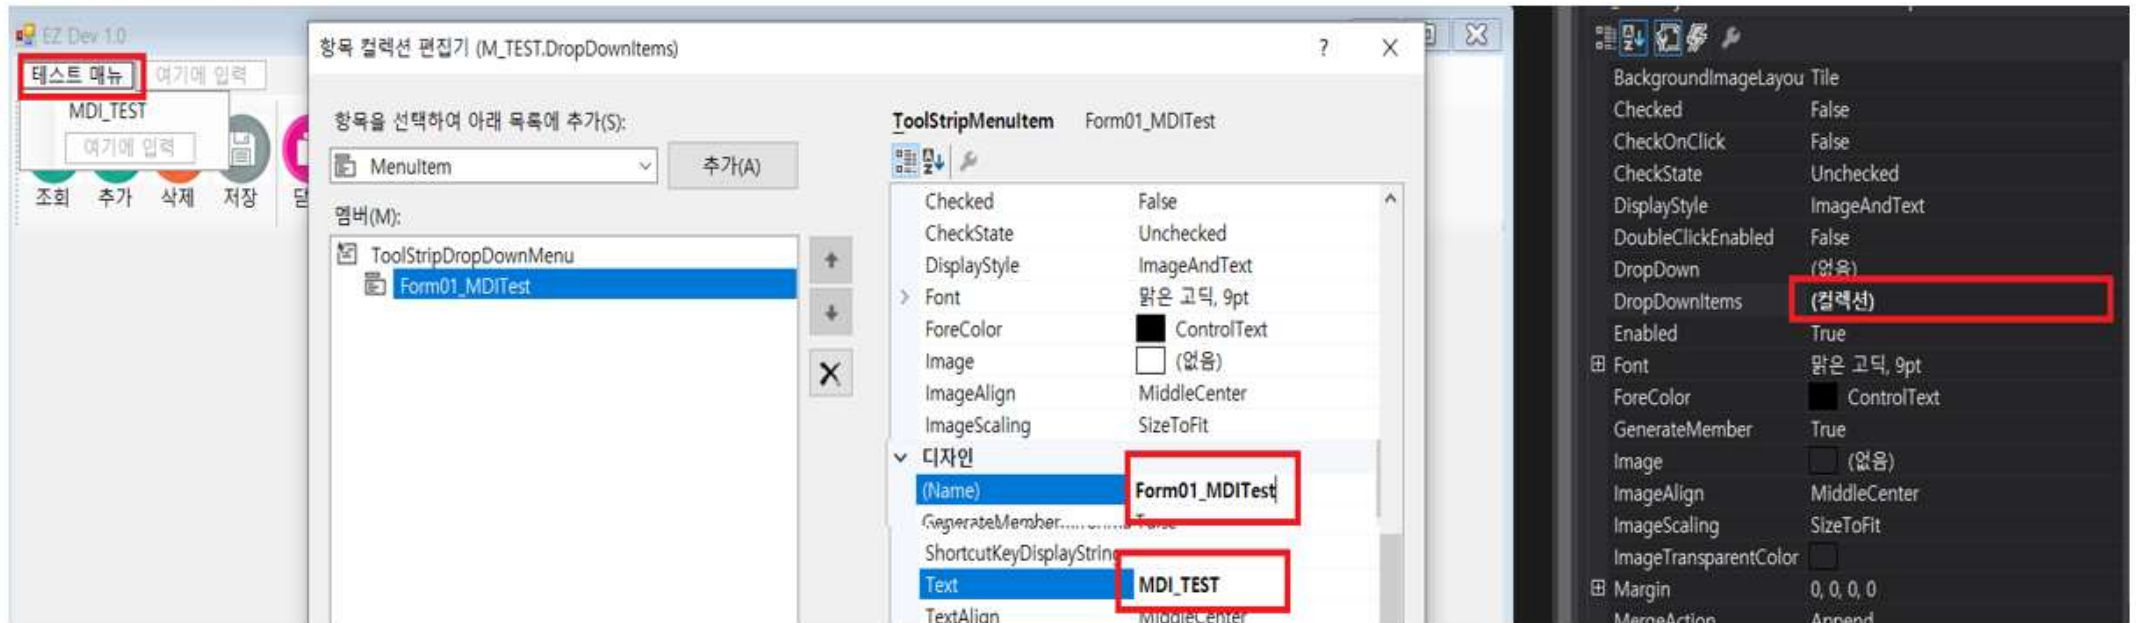 EZ Dev 1.0
테스트 매뉴
여기에 입력
MDI_TEST
여기에 입력
조회
추가
삭제
저장
항목 컬렉션 편집기 (M_TEST.DropDownItems)
?
항목을 선택하여 아래 목록에 추가(S):
MenuItem
추가(A)
멤버(M):
ToolStripDropDownMenu
Form01_MDITest
ToolStripMenuItem Form01_MDITest
Checked False
CheckState Unchecked
DisplayStyle ImageAndText
Font 맑은 고딕, 9pt
ForeColor ControlText
Image (없음)
ImageAlign MiddleCenter
ImageScaling SizeToFit
디자인
(Name) Form01_MDITest
GenerateMember
ShortcutKeyDisplayString
Text MDI_TEST
TextAlign MiddleCenter
BackgroundImageLayou Tile
Checked False
CheckOnClick False
CheckState Unchecked
DisplayStyle ImageAndText
DoubleClickEnabled False
DropDown (없음)
DropDownItems (컬렉션)
Enabled True
Font 맑은 고딕, 9pt
ForeColor ControlText
GenerateMember True
Image (없음)
ImageAlign MiddleCenter
ImageScaling SizeToFit
ImageTransparentColor
Margin 0, 0, 0, 0
MergeAction Append